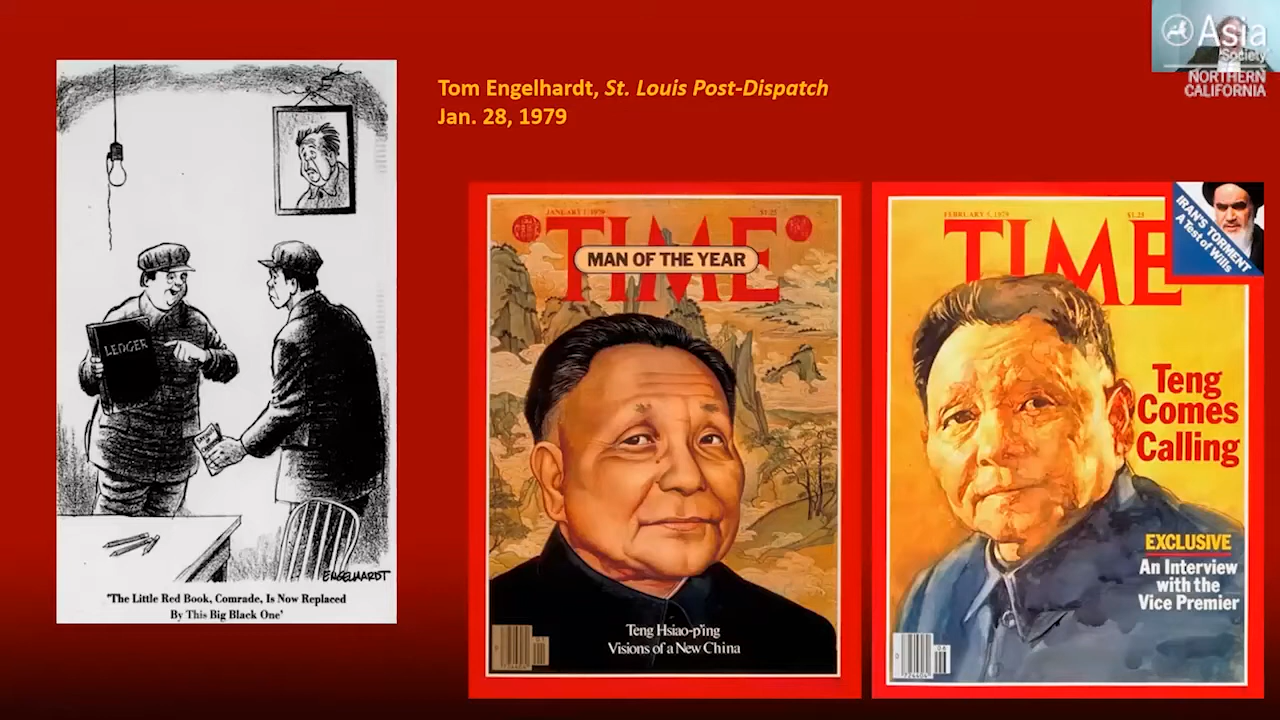 Tom Engelhardt, St. Louis Post-Dispatch
Jan. 28, 1979
LEDGER
ENGELHARDT
'The Little Red Book, Comrade, Is Now Replaced
By This Big Black One'
JANUARY 1, 1979
$1.25
TIME
MAN OF THE YEAR
Teng Hsiao-p'ing
Visions of a New China
FEBRUARY 5, 1979
$1.25
TIME
IRAN'S TORMENT
A Test of Wills
Teng
Comes
Calling
EXCLUSIVE
An Interview
with the
Vice Premier
Asia
Society
NORTHERN
CALIFORNIA